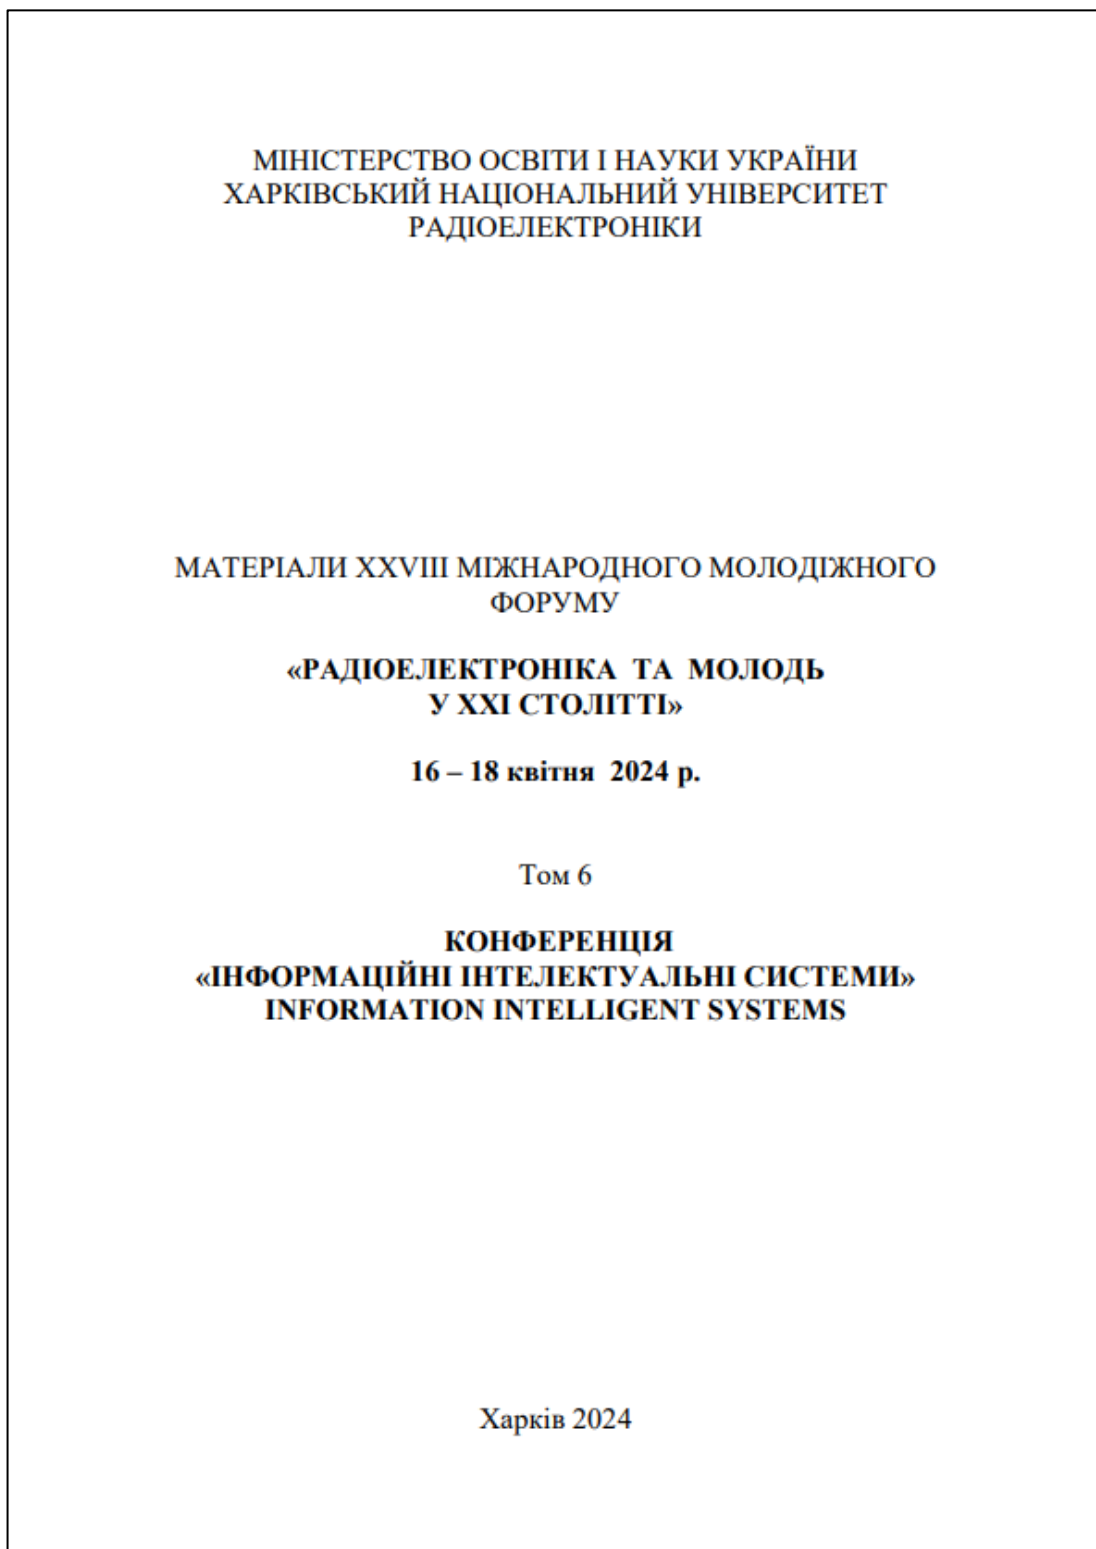 МІНІСТЕРСТВО ОСВІТИ І НАУКИ УКРАЇНИ
ХАРКІВСЬКИЙ НАЦІОНАЛЬНИЙ УНІВЕРСИТЕТ
РАДІОЕЛЕКТРОНІКИ
МАТЕРІАЛИ XXVIII МІЖНАРОДНОГО МОЛОДІЖНОГО
ФОРУМУ
«РАДІОЕЛЕКТРОНІКА ТА МОЛОДЬ
У XXI СТОЛІТТІ»
16 – 18 квітня 2024 р.
Том 6
КОНФЕРЕНЦІЯ
«ІНФОРМАЦІЙНІ ІНТЕЛЕКТУАЛЬНІ СИСТЕМИ»
INFORMATION INTELLIGENT SYSTEMS
Харків 2024